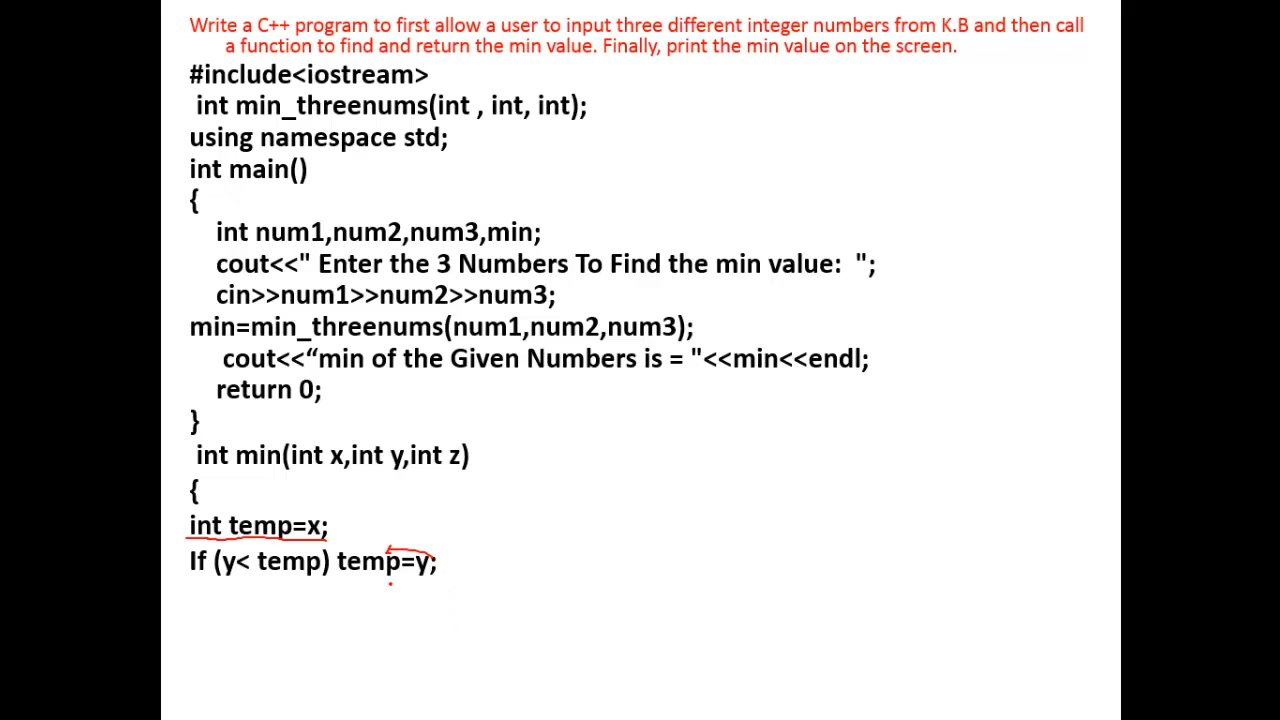 Write a C++ program to first allow a user to input three different integer numbers from K.B and then call
a function to find and return the min value. Finally, print the min value on the screen.
#include<iostream>
int min_threenums(int , int, int);
using namespace std;
int main()
{
int num1,num2,num3,min;
cout<<" Enter the 3 Numbers To Find the min value:  ";
cin>>num1>>num2>>num3;
min=min_threenums(num1,num2,num3);
cout<<“min of the Given Numbers is = "<<min<<endl;
return 0;
}
int min(int x,int y,int z)
{
int temp=x;
If (y< temp) temp=y;